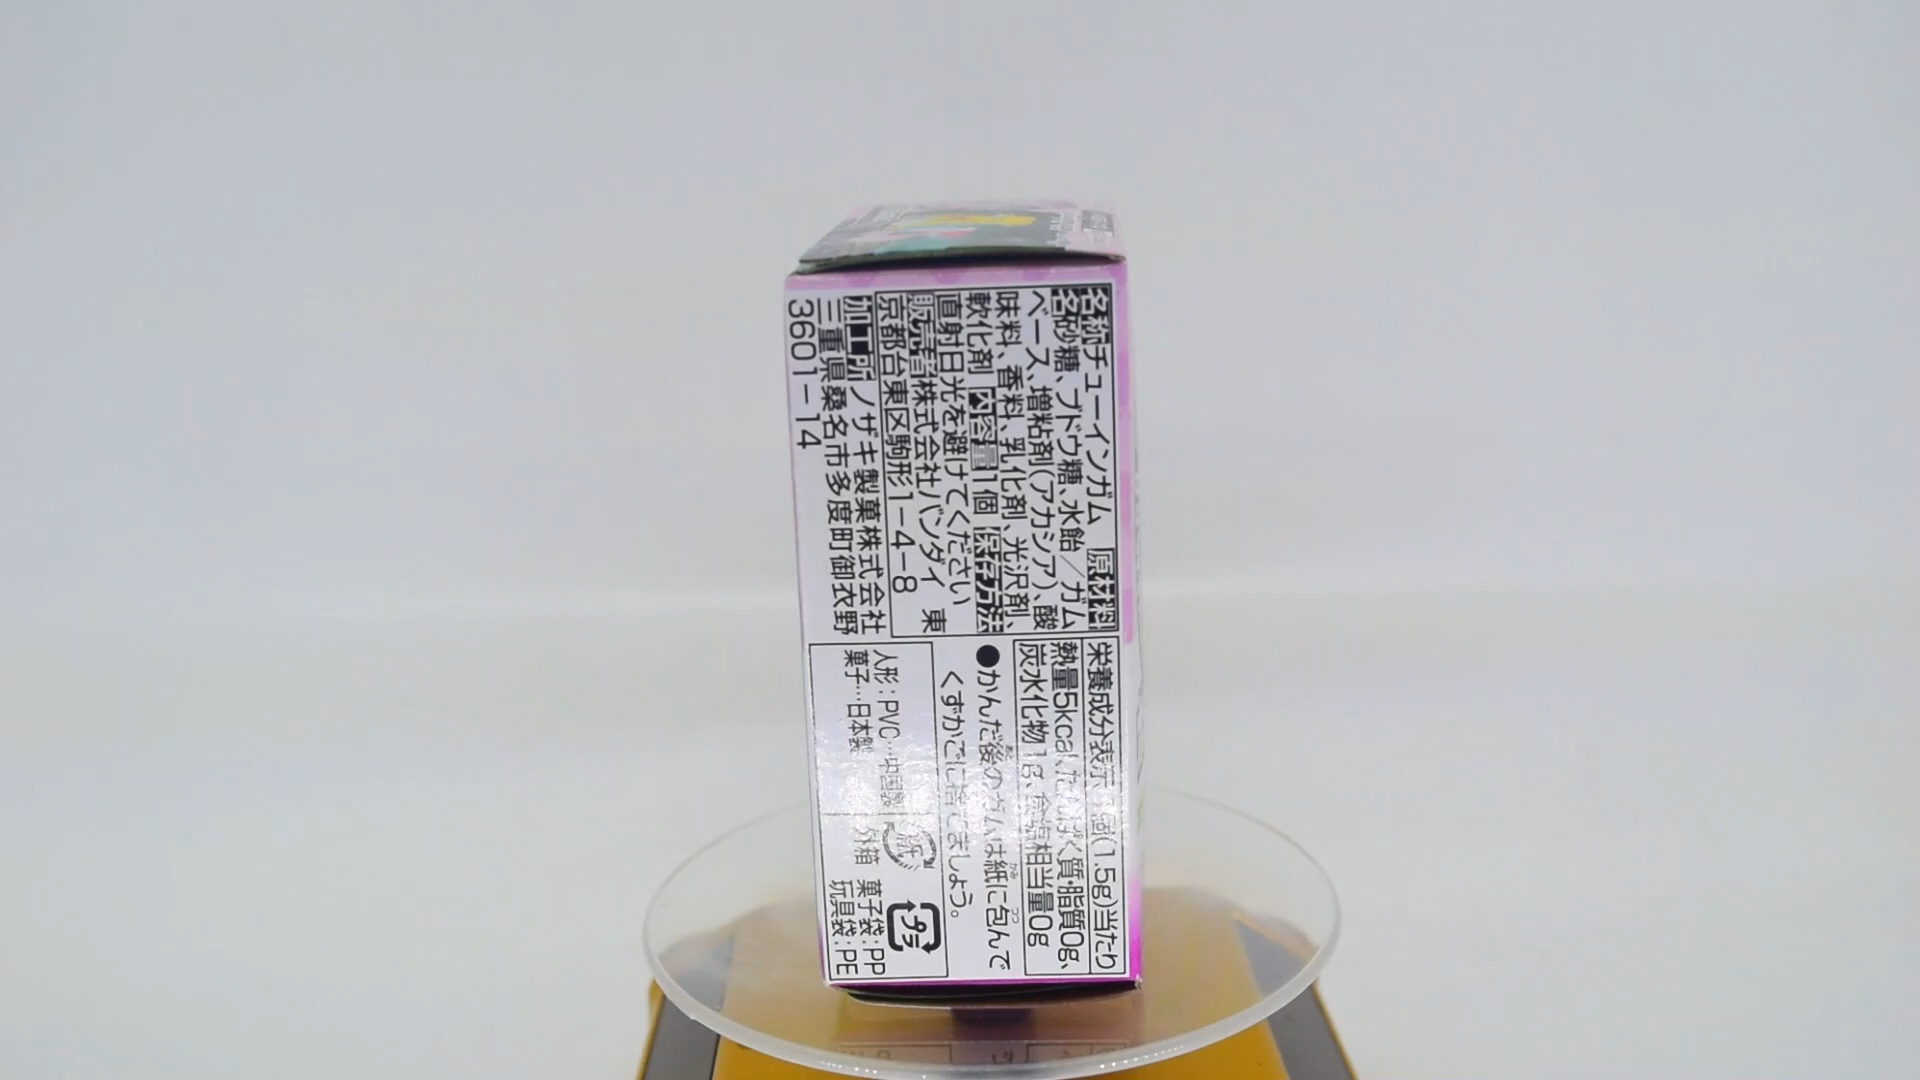 名称チューインガム 原材料
名砂糖、ブドウ糖、水飴/ガム
ベース、増粘剤(アカシア)、酸
味料、香料、乳化剤、光沢剤、
軟化剤 内容量1個 保存方法
直射日光を避けてください
販売者株式会社バンダイ 東
京都台東区駒形1-4-8
加工所ノザキ製菓株式会社
三重県桑名市多度町御衣野
3601-14
栄養成分表示 1個(1.5g)当たり
熱量5kcal、たんぱく質・脂質0g、
炭水化物1g、食塩相当量0g
●かんだ後のガムは紙に包んで
くずかごに捨てましょう。
人形:PVC…中国製
菓子…日本製
紙
外箱
プラ
菓子袋:PP
玩具袋:PE